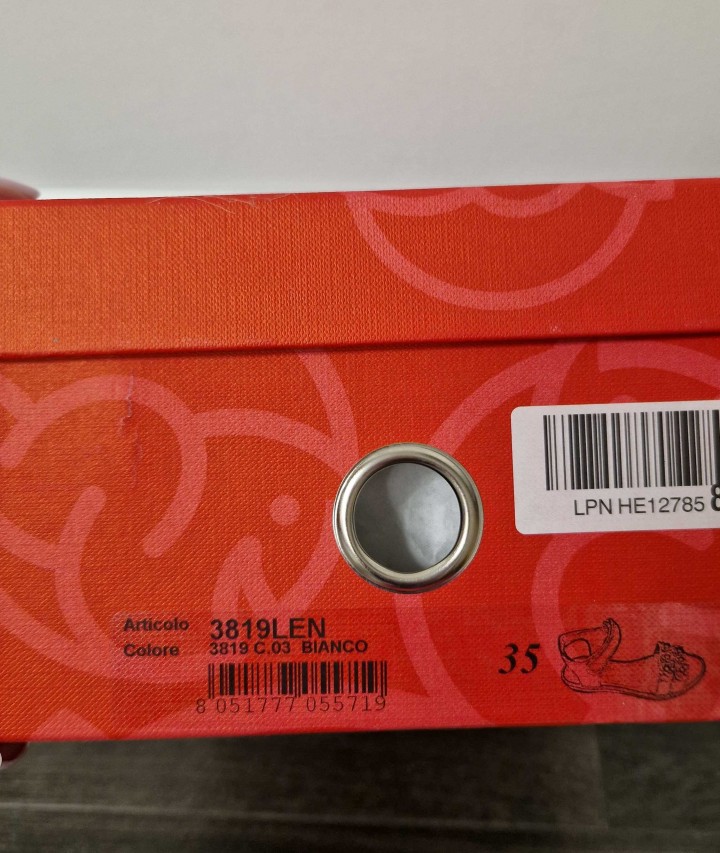 LPN HE12785
Articolo 3819LEN
Colore 3819 C.03 BIANCO
8 051777 055719
35